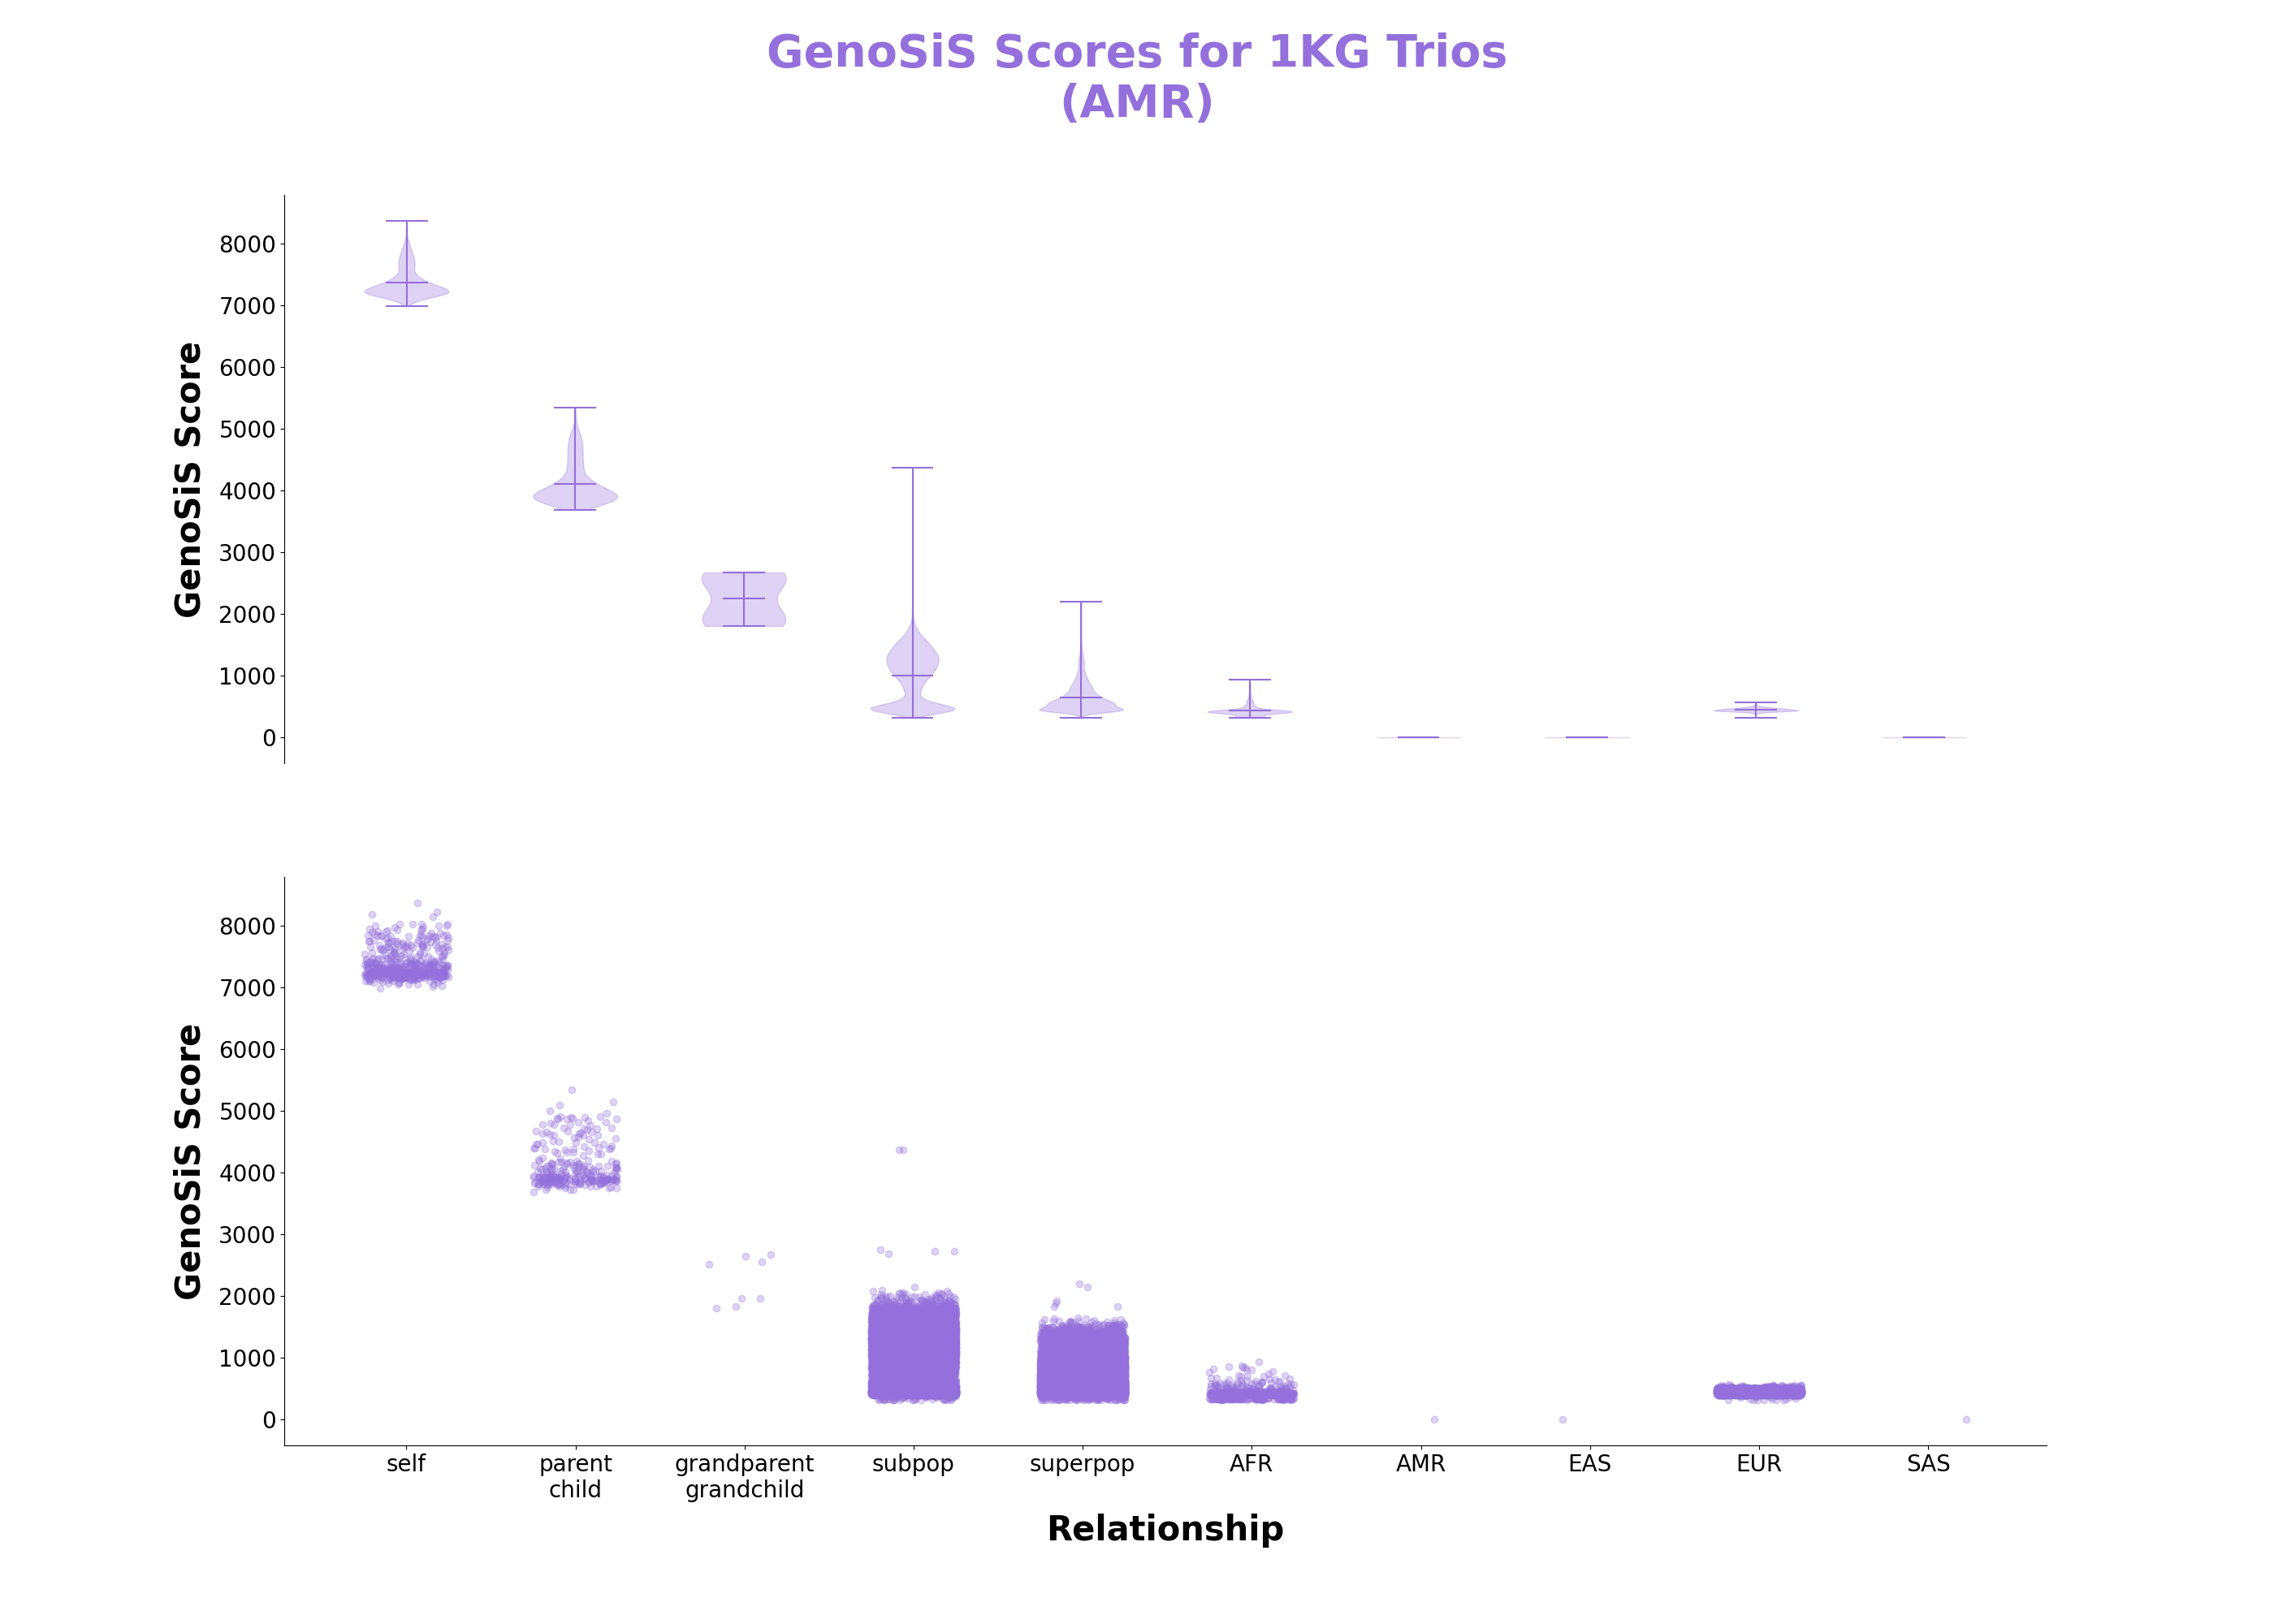 GenoSiS Scores for 1KG Trios
(AMR)
GenoSiS Score
8000
7000
6000
5000
4000
3000
2000
1000
0
GenoSiS Score
8000
7000
6000
5000
4000
3000
2000
1000
0
self
parent
child
grandparent
grandchild
subpop
superpop
AFR
AMR
EAS
EUR
SAS
Relationship